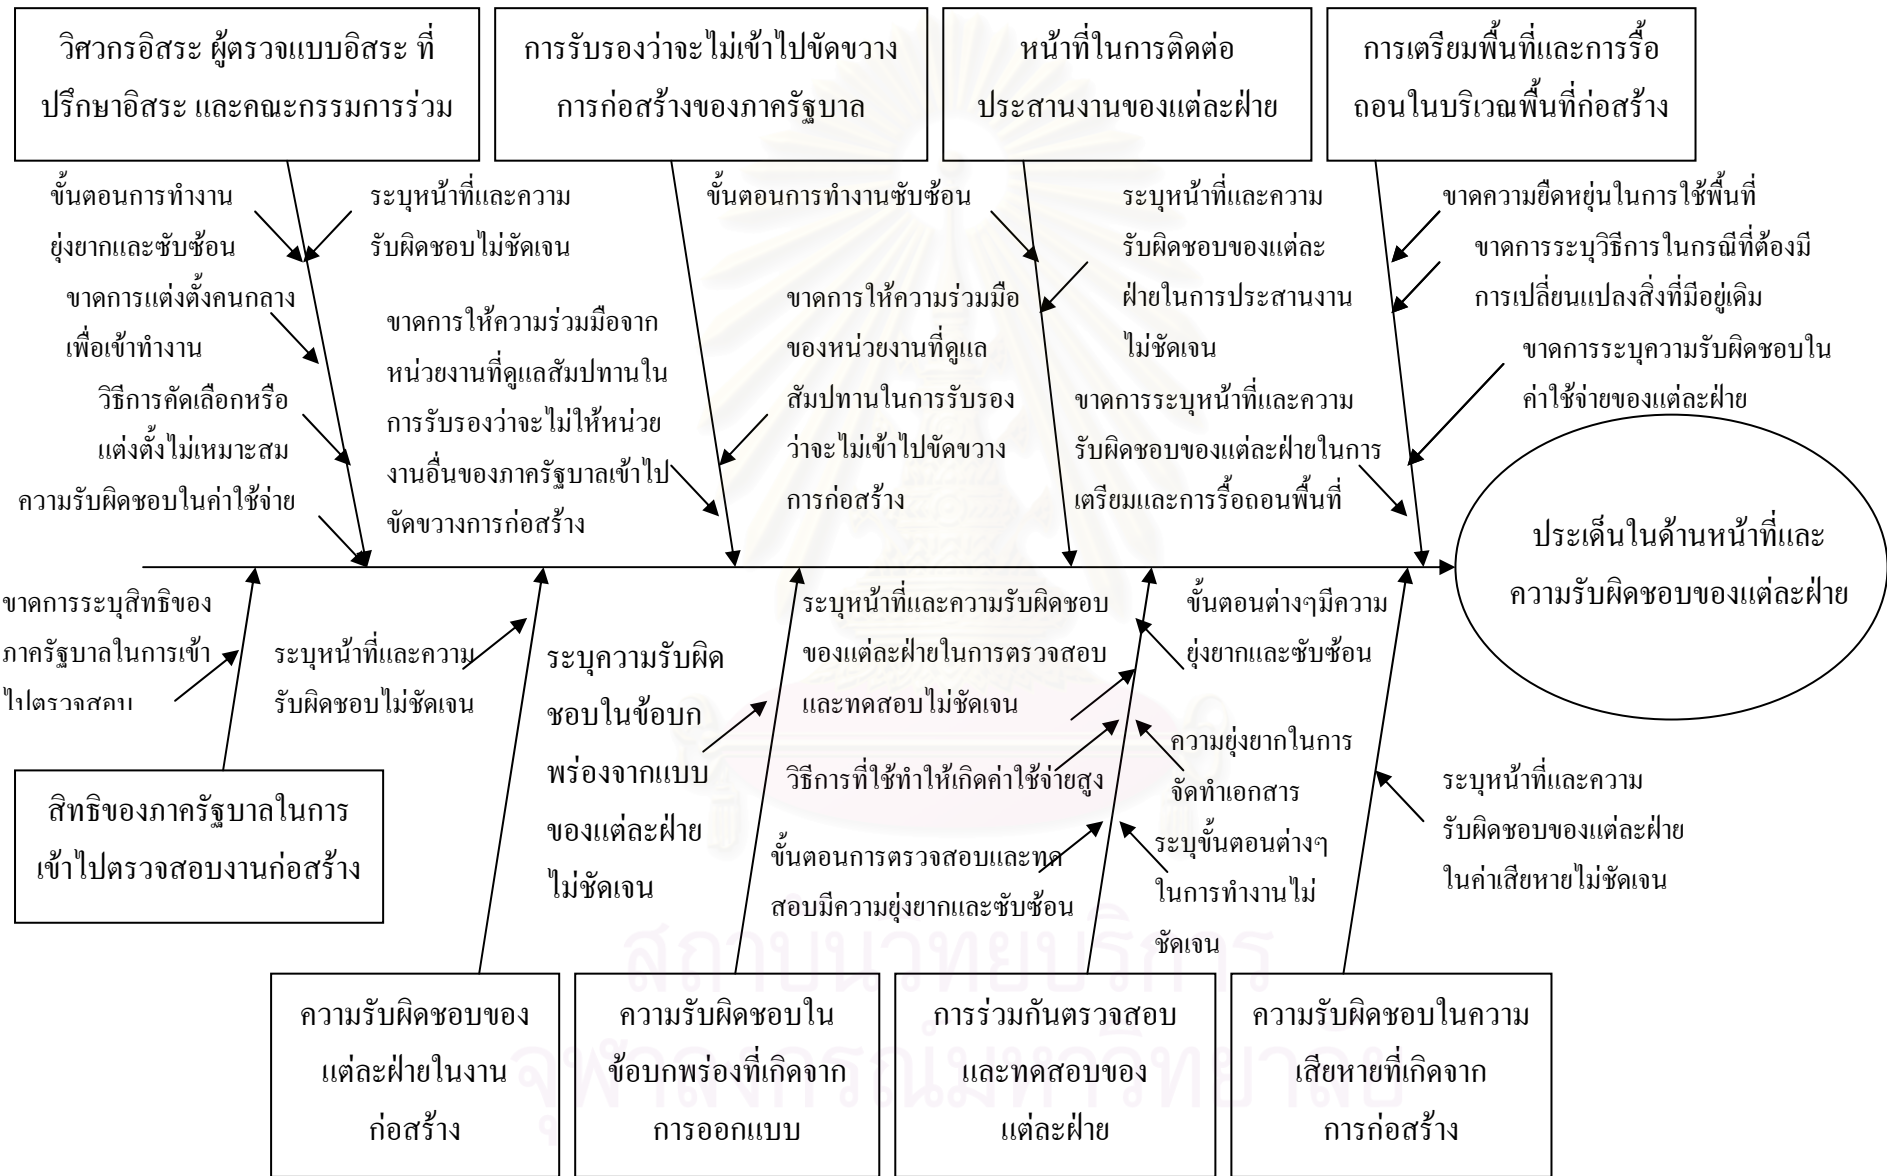 วิศวกรอิสระ ผู้ตรวจแบบอิสระ ที่
ปรึกษาอิสระ และคณะกรรมการร่วม
การรับรองว่าจะไม่เข้าไปขัดขวาง
การก่อสร้างของภาครัฐบาล
หน้าที่ในการติดต่อ
ประสานงานของแต่ละฝ่าย
การเตรียมพื้นที่และการรื้อ
ถอนในบริเวณพื้นที่ก่อสร้าง
ขั้นตอนการทำงาน
ยุ่งยากและซับซ้อน
ระบุหน้าที่และความ
รับผิดชอบไม่ชัดเจน
ขาดการแต่งตั้งคนกลาง
เพื่อเข้าทำงาน
วิธีการคัดเลือกหรือ
แต่งตั้งไม่เหมาะสม
ความรับผิดชอบในค่าใช้จ่าย
ขาดการให้ความร่วมมือจาก
หน่วยงานที่ดูแลสัมปทานใน
การรับรองว่าจะไม่ให้หน่วย
งานอื่นของภาครัฐบาลเข้าไป
ขัดขวางการก่อสร้าง
ขาดการให้ความร่วมมือ
ของหน่วยงานที่ดูแล
สัมปทานในการรับรอง
ว่าจะไม่เข้าไปขัดขวาง
การก่อสร้าง
ขั้นตอนการทำงานซับซ้อน
ระบุหน้าที่และความ
รับผิดชอบของแต่ละ
ฝ่ายในการประสานงาน
ไม่ชัดเจน
ขาดการระบุหน้าที่และความ
รับผิดชอบของแต่ละฝ่ายในการ
เตรียมและการรื้อถอนพื้นที่
ขาดความยืดหยุ่นในการใช้พื้นที่
ขาดการระบุวิธีการในกรณีที่ต้องมี
การเปลี่ยนแปลงสิ่งที่มีอยู่เดิม
ขาดการระบุความรับผิดชอบใน
ค่าใช้จ่ายของแต่ละฝ่าย
ประเด็นในด้านหน้าที่และ
ความรับผิดชอบของแต่ละฝ่าย
ขาดการระบุสิทธิของ
ภาครัฐบาลในการเข้า
ไปตรวจสอบ
ระบุหน้าที่และความ
รับผิดชอบไม่ชัดเจน
ระบุความรับผิด
ชอบในข้อบก
พร่องจากแบบ
ของแต่ละฝ่าย
ไม่ชัดเจน
ระบุหน้าที่และความรับผิดชอบ
ของแต่ละฝ่ายในการตรวจสอบ
และทดสอบไม่ชัดเจน
วิธีการที่ใช้ทำให้เกิดค่าใช้จ่ายสูง
ขั้นตอนการตรวจสอบและทด
สอบมีความยุ่งยากและซับซ้อน
ขั้นตอนต่างๆมีความ
ยุ่งยากและซับซ้อน
ความยุ่งยากในการ
จัดทำเอกสาร
ระบุขั้นตอนต่างๆ
ในการทำงานไม่
ชัดเจน
ระบุหน้าที่และความ
รับผิดชอบของแต่ละฝ่าย
ในค่าเสียหายไม่ชัดเจน
สิทธิของภาครัฐบาลในการ
เข้าไปตรวจสอบงานก่อสร้าง
ความรับผิดชอบของ
แต่ละฝ่ายในงาน
ก่อสร้าง
ความรับผิดชอบใน
ข้อบกพร่องที่เกิดจาก
การออกแบบ
การร่วมกันตรวจสอบ
และทดสอบของ
แต่ละฝ่าย
ความรับผิดชอบในความ
เสียหายที่เกิดจาก
การก่อสร้าง
สถาบันวิทยบริการ
จุฬาลงกรณ์มหาวิทยาลัย